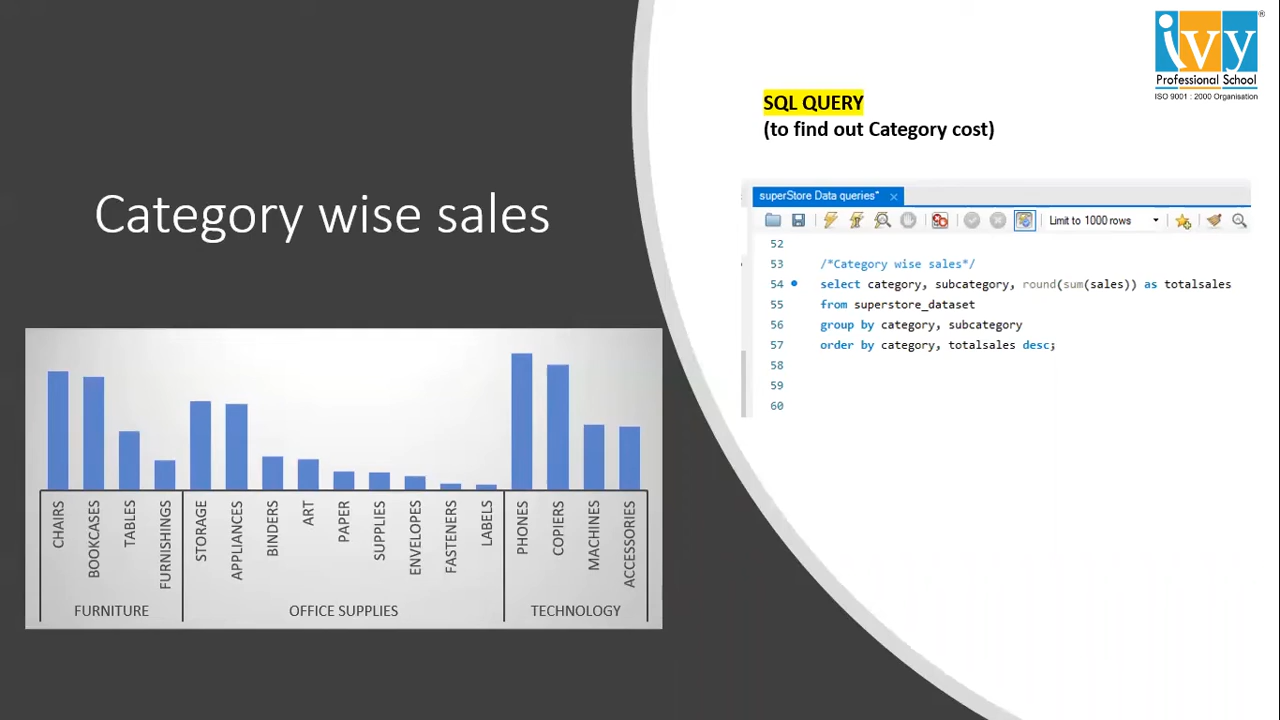 ivy
®
Professional School
ISO 9001 : 2000 Organisation
SQL QUERY
(to find out Category cost)
Category wise sales
superStore Data queries*
Limit to 1000 rows
52
53 /*Category wise sales*/
54 select category, subcategory, round(sum(sales)) as totalsales
55 from superstore_dataset
56 group by category, subcategory
57 order by category, totalsales desc;
58
59
60
CHAIRS
BOOKCASES
TABLES
FURNISHINGS
STORAGE
APPLIANCES
BINDERS
ART
PAPER
SUPPLIES
ENVELOPES
FASTENERS
LABELS
PHONES
COPIERS
MACHINES
ACCESSORIES
FURNITURE
OFFICE SUPPLIES
TECHNOLOGY